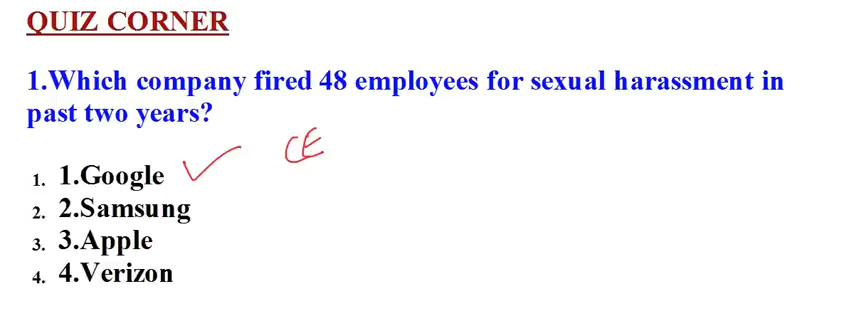 QUIZ CORNER
1.Which company fired 48 employees for sexual harassment in
past two years?
CE
1. 1.Google
2. 2.Samsung
3. 3.Apple
4. 4.Verizon